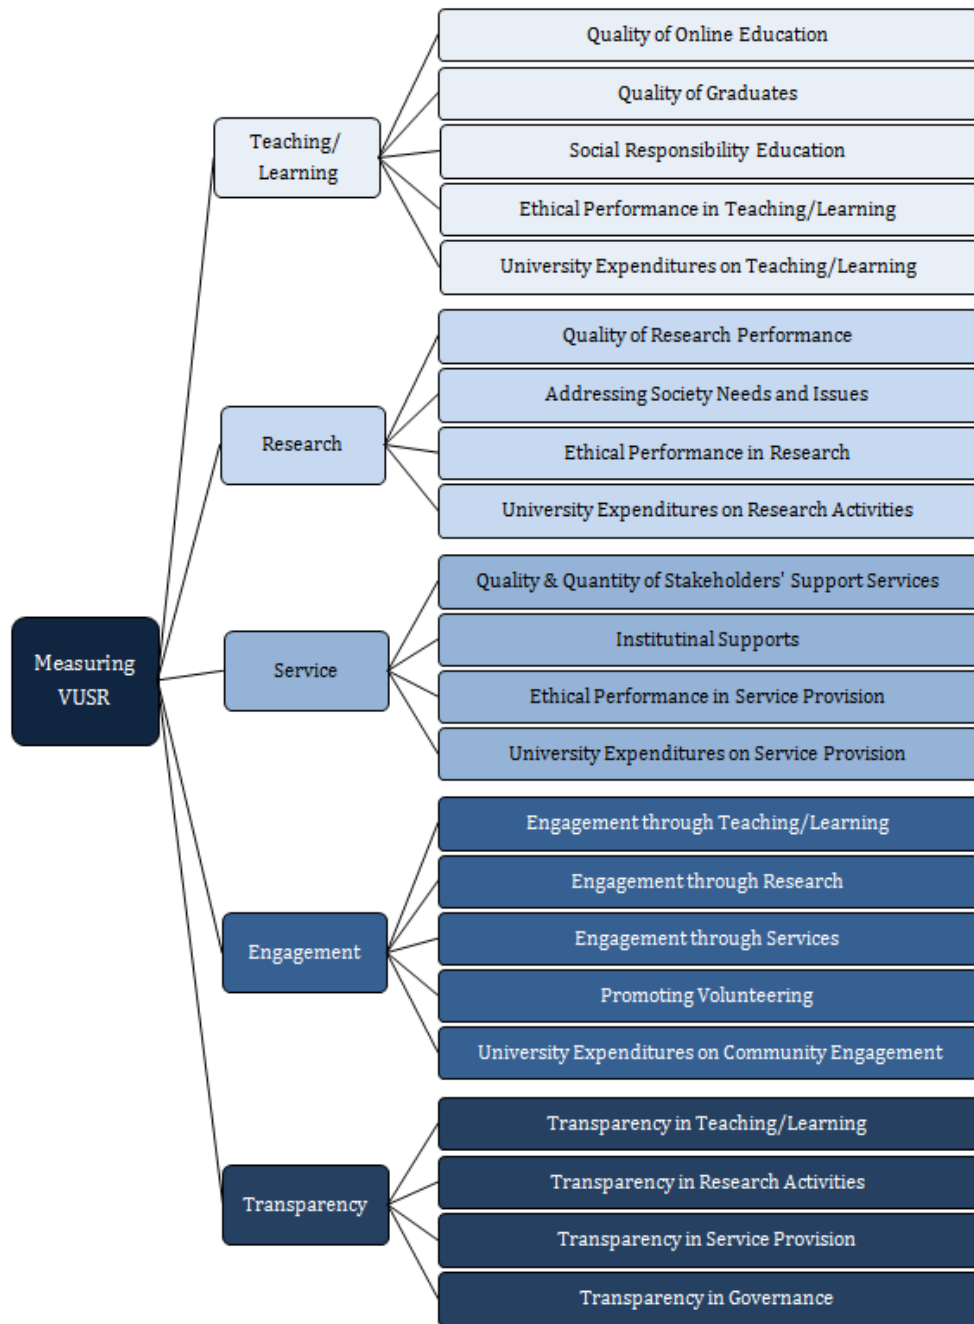 Measuring
VUSR
Teaching/
Learning
Quality of Online Education
Quality of Graduates
Social Responsibility Education
Ethical Performance in Teaching/Learning
University Expenditures on Teaching/Learning
Research
Quality of Research Performance
Addressing Society Needs and Issues
Ethical Performance in Research
University Expenditures on Research Activities
Service
Quality & Quantity of Stakeholders' Support Services
Institutinal Supports
Ethical Performance in Service Provision
University Expenditures on Service Provision
Engagement
Engagement through Teaching/Learning
Engagement through Research
Engagement through Services
Promoting Volunteering
University Expenditures on Community Engagement
Transparency
Transparency in Teaching/Learning
Transparency in Research Activities
Transparency in Service Provision
Transparency in Governance